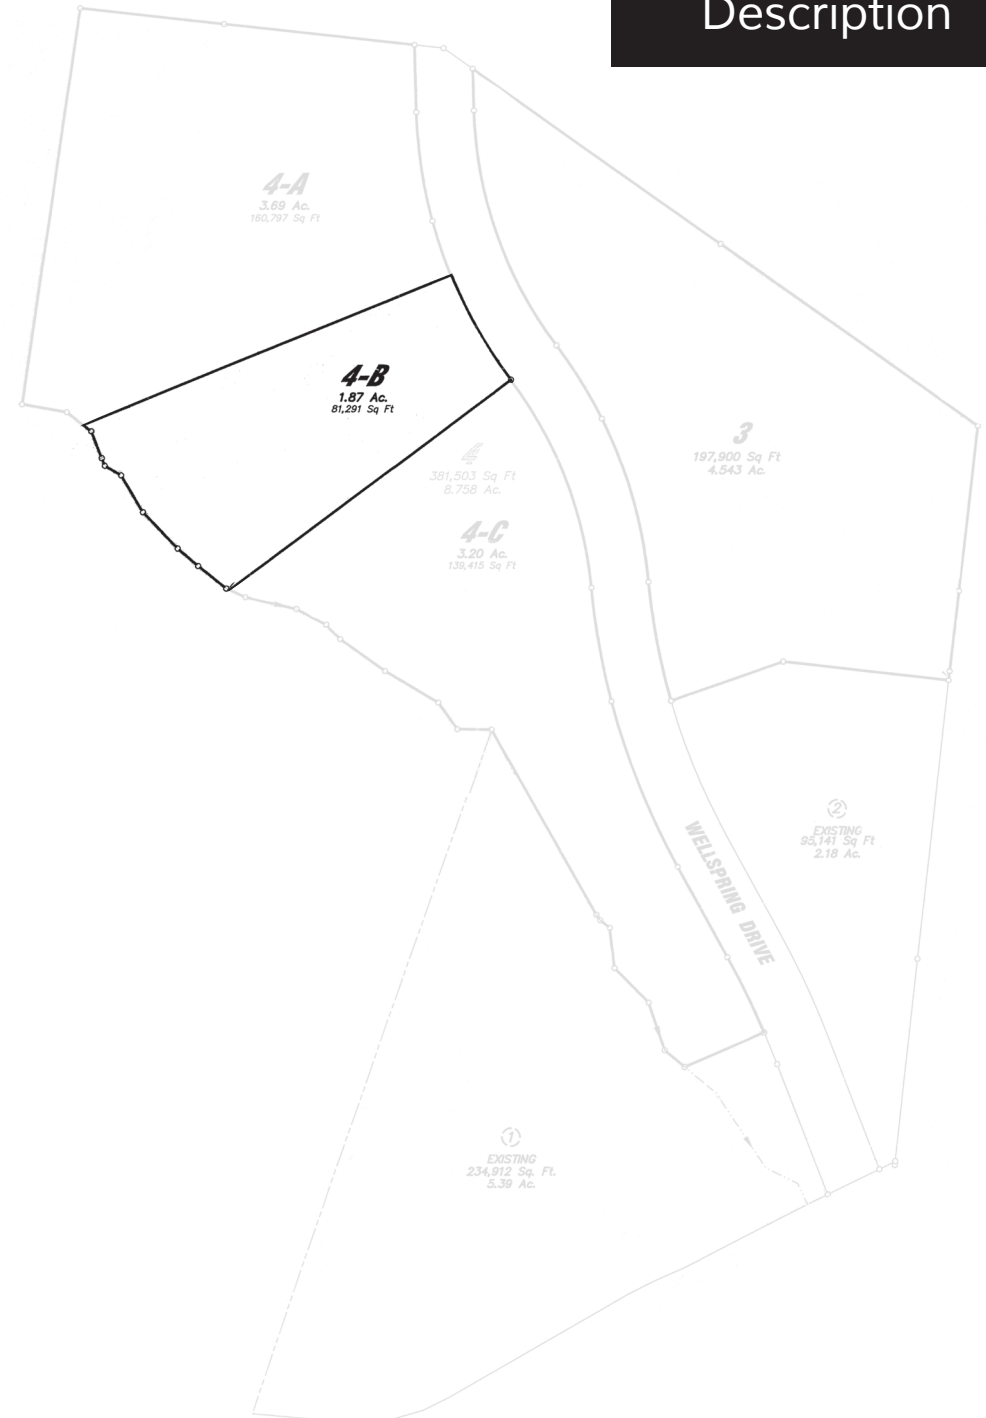 Description
4-A
3.69 Ac.
160,797 Sq Ft
4-B
1.87 Ac.
81,291 Sq Ft
4
381,503 Sq Ft
8.758 Ac.
3
197,900 Sq Ft
4.543 Ac.
4-C
3.20 Ac.
139,415 Sq Ft
2
EXISTING
95,141 Sq Ft
2.18 Ac.
WELLSPRING DRIVE
1
EXISTING
234,912 Sq. Ft.
5.39 Ac.